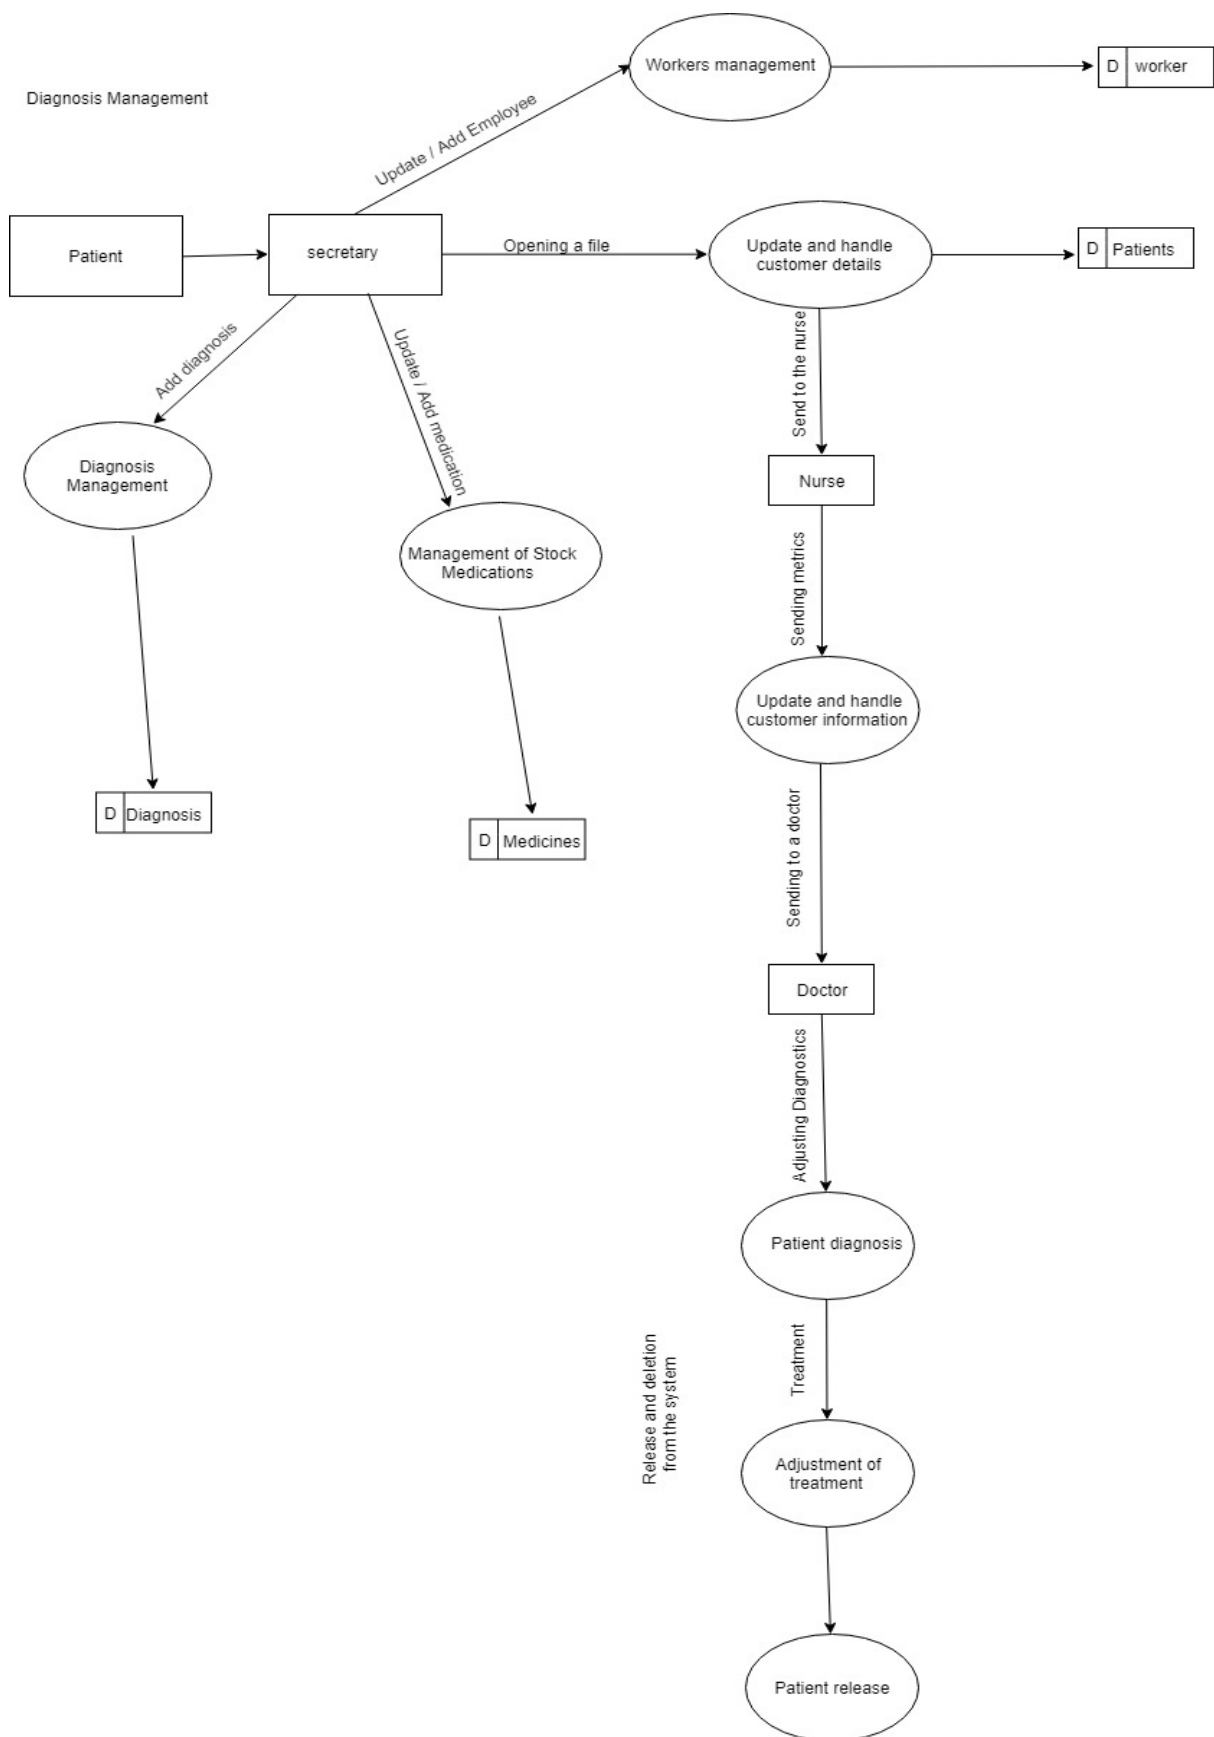 Workers management
D worker
Diagnosis Management
Update / Add Employee
Patient
secretary
Opening a file
Update and handle
customer details
D Patients
Add diagnosis
Update / Add medication
Send to the nurse
Diagnosis
Management
Nurse
Management of Stock
Medications
Sending metrics
Update and handle
customer information
D Diagnosis
D Medicines
Sending to a doctor
Doctor
Adjusting Diagnostics
Patient diagnosis
Treatment
Release and deletion
from the system
Adjustment of
treatment
Patient release